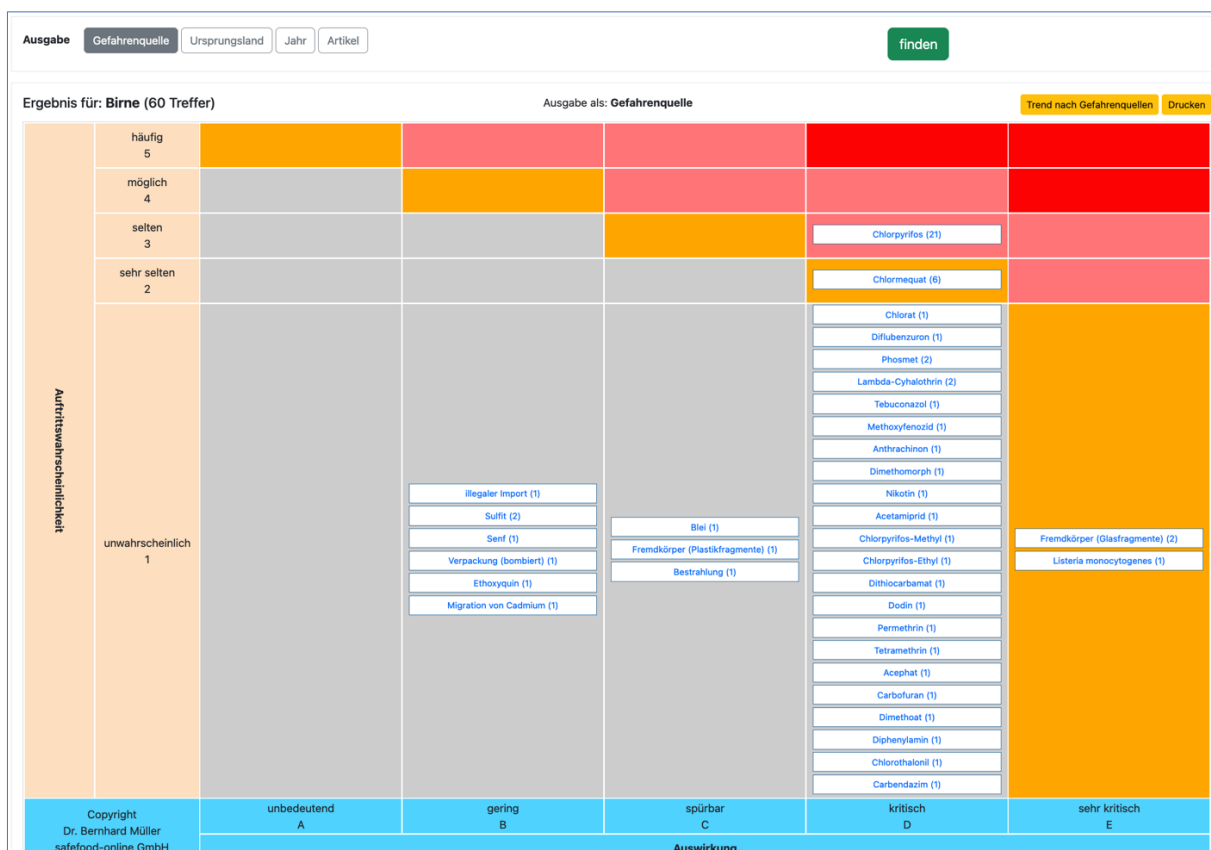 Ausgabe Gefahrenquelle Ursprungsland Jahr Artikel finden
Ergebnis für: Birne (60 Treffer) Ausgabe als: Gefahrenquelle Trend nach Gefahrenquellen Drucken
Auftrittswahrscheinlichkeit
häufig
5
möglich
4
selten
3
Chlorpyrifos (21)
sehr selten
2
Chlormequat (6)
unwahrscheinlich
1
illegaler Import (1)
Sulfit (2)
Senf (1)
Verpackung (bombiert) (1)
Ethoxyquin (1)
Migration von Cadmium (1)
Blei (1)
Fremdkörper (Plastikfragmente) (1)
Bestrahlung (1)
Chlorat (1)
Diflubenzuron (1)
Phosmet (2)
Lambda-Cyhalothrin (2)
Tebuconazol (1)
Methoxyfenozid (1)
Anthrachinon (1)
Dimethomorph (1)
Nikotin (1)
Acetamiprid (1)
Chlorpyrifos-Methyl (1)
Chlorpyrifos-Ethyl (1)
Dithiocarbamat (1)
Dodin (1)
Permethrin (1)
Tetramethrin (1)
Acephat (1)
Carbofuran (1)
Dimethoat (1)
Diphenylamin (1)
Chlorothalonil (1)
Carbendazim (1)
Fremdkörper (Glasfragmente) (2)
Listeria monocytogenes (1)
Copyright
Dr. Bernhard Müller
safefood-online GmbH
unbedeutend
A
gering
B
spürbar
C
kritisch
D
sehr kritisch
E
Auswirkung